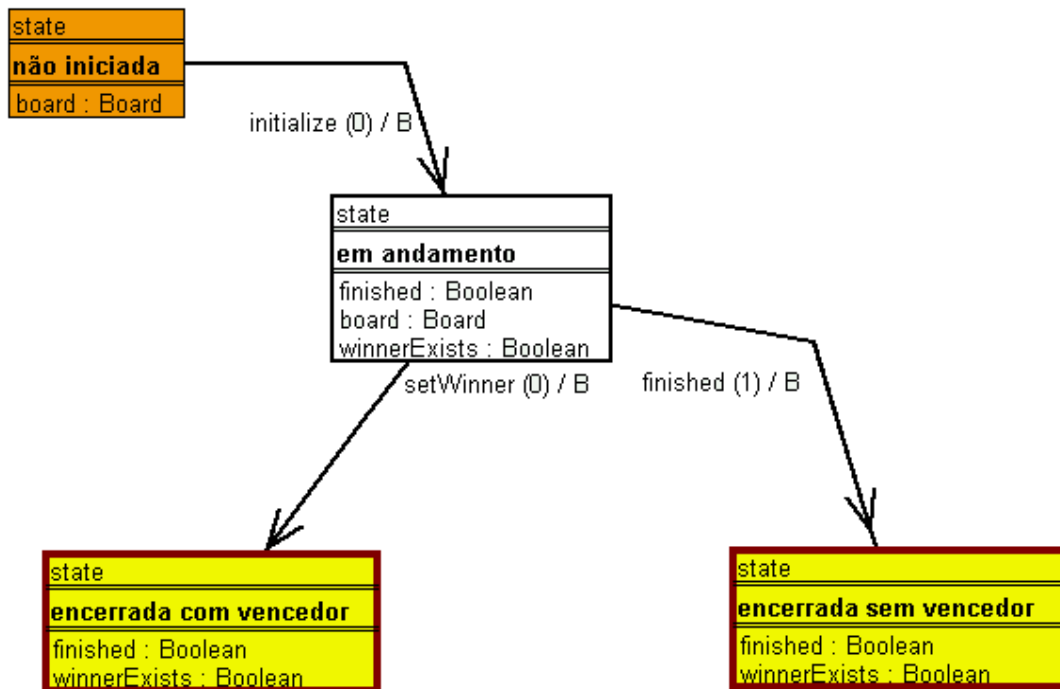 state
não iniciada
board : Board
initialize (0) / B
state
em andamento
finished : Boolean
board : Board
winnerExists : Boolean
setWinner (0) / B
finished (1) / B
state
encerrada com vencedor
finished : Boolean
winnerExists : Boolean
state
encerrada sem vencedor
finished : Boolean
winnerExists : Boolean